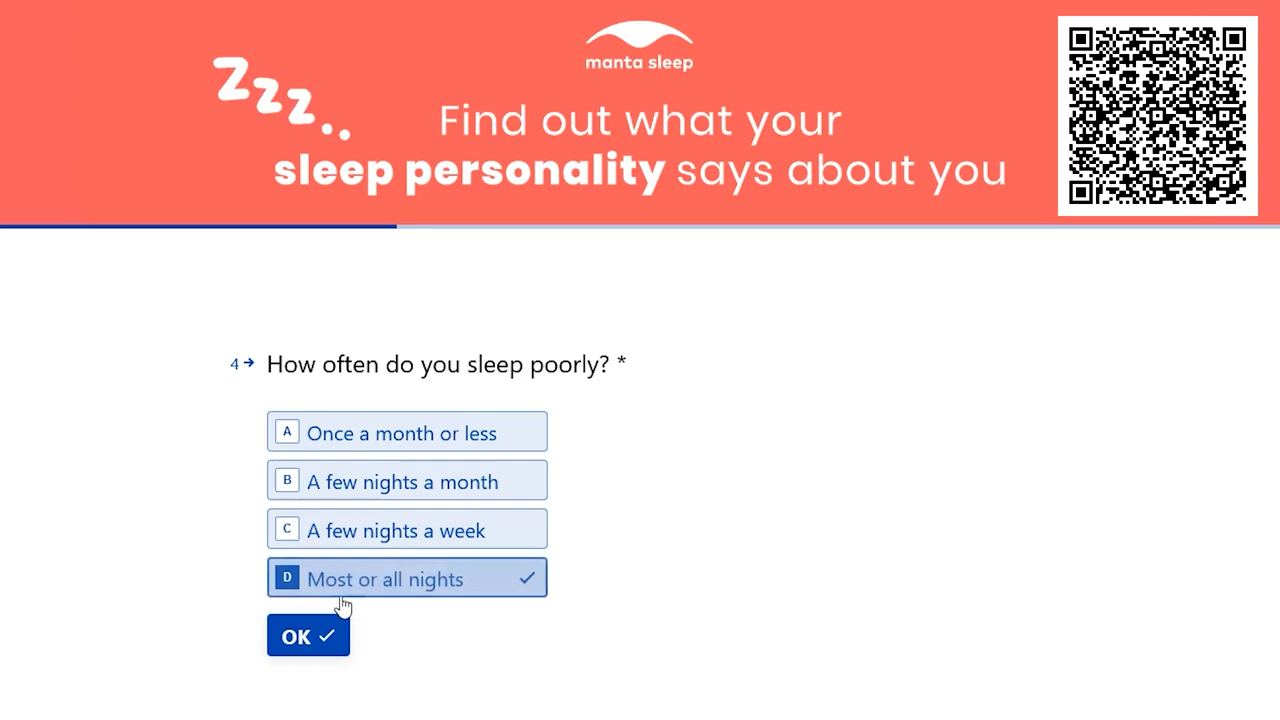 manta sleep
Zzz..
Find out what your
sleep personality says about you
4→ How often do you sleep poorly? *
A Once a month or less
B A few nights a month
C A few nights a week
D Most or all nights
OK